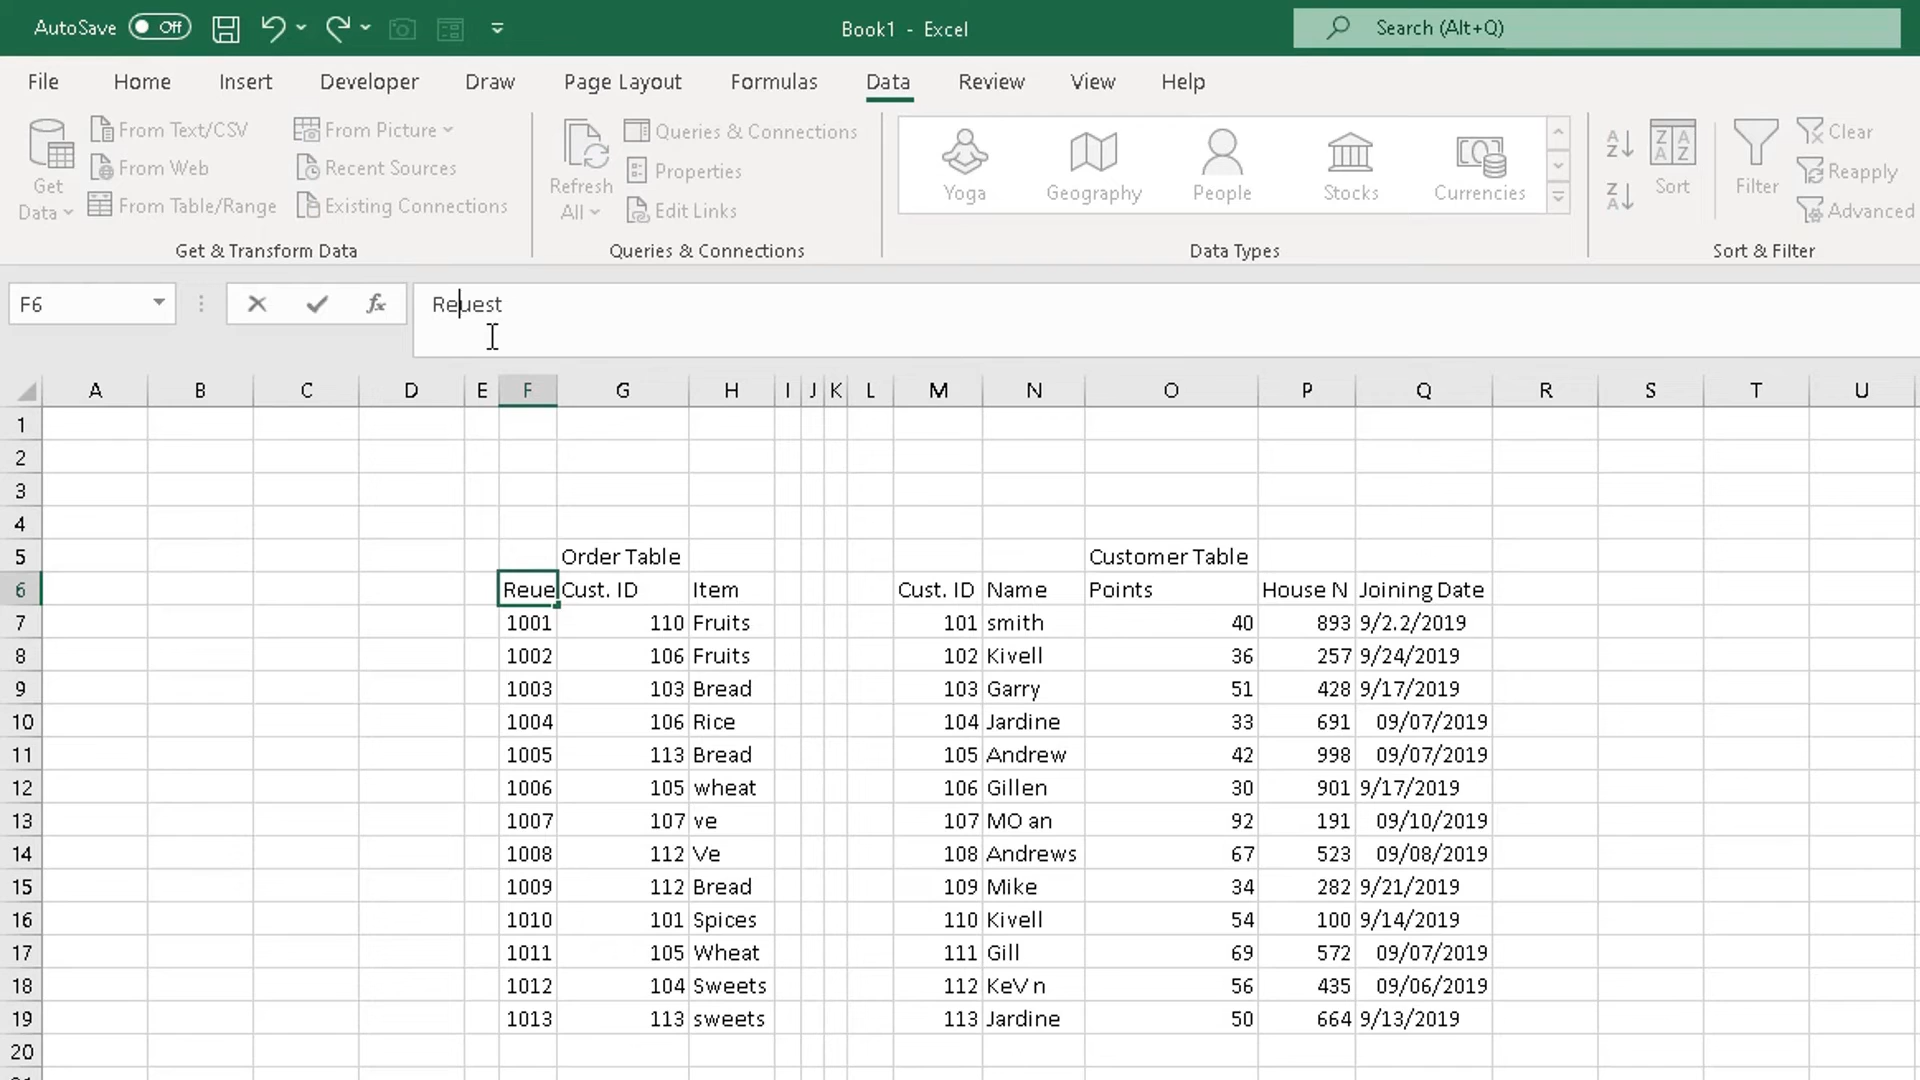 AutoSave Off Book1 - Excel Search (Alt+Q)
File Home Insert Developer Draw Page Layout Formulas Data Review View Help
Get Data
From Text/CSV
From Web
From Table/Range
From Picture
Recent Sources
Existing Connections
Get & Transform Data
Refresh All
Queries & Connections
Properties
Edit Links
Queries & Connections
Yoga Geography People Stocks Currencies
Data Types
Sort
Filter
Clear
Reapply
Advanced
Sort & Filter
F6 fx Reuest
A B C D E F G H I J K L M N O P Q R S T U
1
2
3
4
5 Order Table Customer Table
6 Reue Cust. ID Item Cust. ID Name Points House N Joining Date
7 1001 110 Fruits 101 smith 40 893 9/2.2/2019
8 1002 106 Fruits 102 Kivell 36 257 9/24/2019
9 1003 103 Bread 103 Garry 51 428 9/17/2019
10 1004 106 Rice 104 Jardine 33 691 09/07/2019
11 1005 113 Bread 105 Andrew 42 998 09/07/2019
12 1006 105 wheat 106 Gillen 30 901 9/17/2019
13 1007 107 ve 107 MO an 92 191 09/10/2019
14 1008 112 Ve 108 Andrews 67 523 09/08/2019
15 1009 112 Bread 109 Mike 34 282 9/21/2019
16 1010 101 Spices 110 Kivell 54 100 9/14/2019
17 1011 105 Wheat 111 Gill 69 572 09/07/2019
18 1012 104 Sweets 112 KeV n 56 435 09/06/2019
19 1013 113 sweets 113 Jardine 50 664 9/13/2019
20